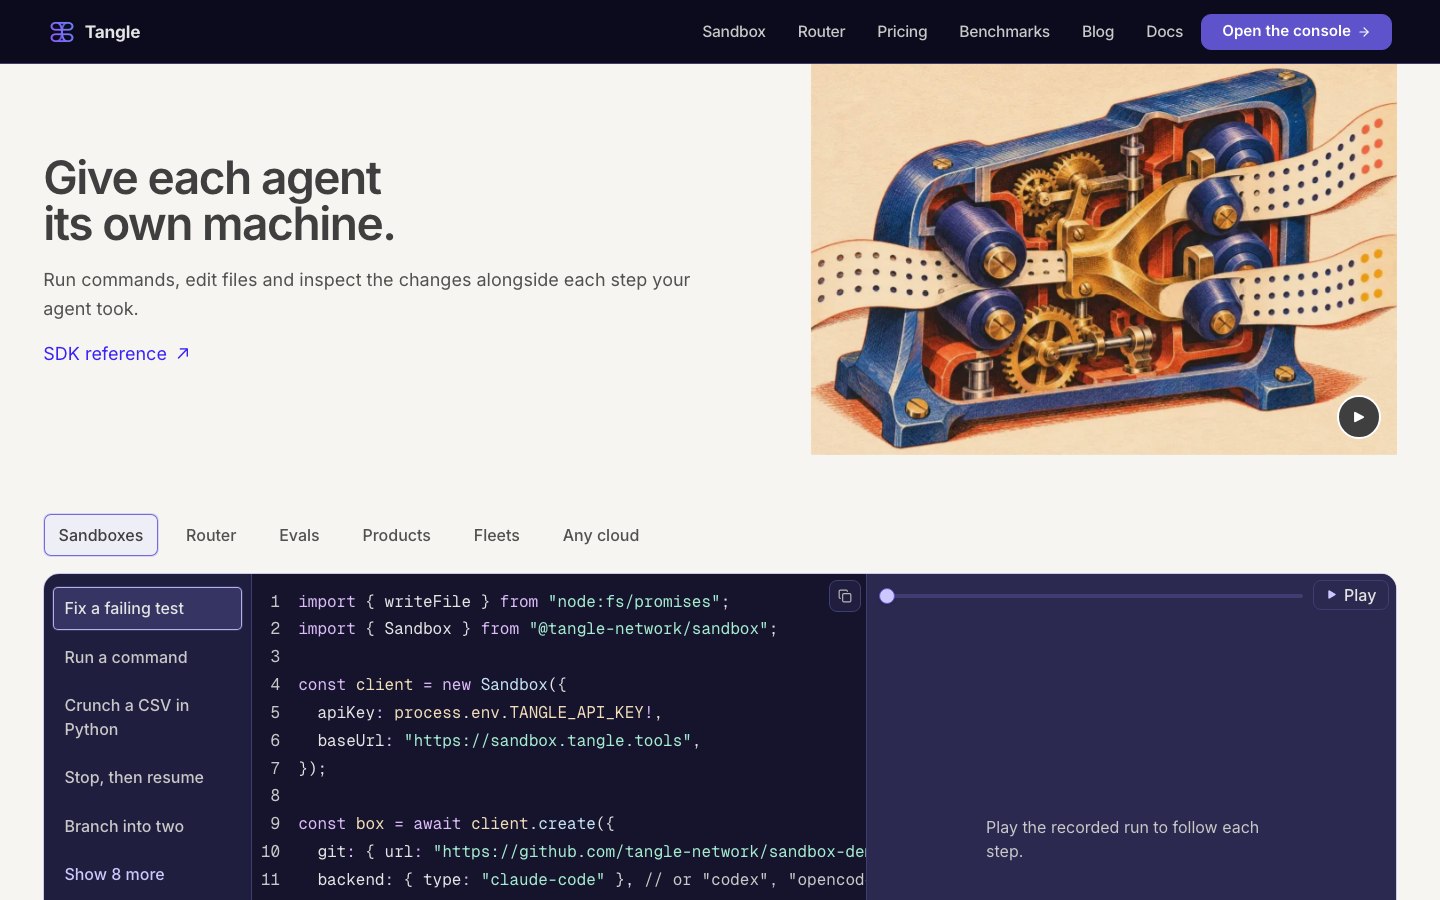 Tangle
Sandbox
Router
Pricing
Benchmarks
Blog
Docs
Open the console →
Give each agent
its own machine.
Run commands, edit files and inspect the changes alongside each step your
agent took.
SDK reference ↗
Sandboxes
Router
Evals
Products
Fleets
Any cloud
Fix a failing test
Run a command
Crunch a CSV in
Python
Stop, then resume
Branch into two
Show 8 more
1 import { writeFile } from "node:fs/promises";
2 import { Sandbox } from "@tangle-network/sandbox";
3
4 const client = new Sandbox({
5 apiKey: process.env.TANGLE_API_KEY!,
6 baseUrl: "https://sandbox.tangle.tools",
7 });
8
9 const box = await client.create({
10 git: { url: "https://github.com/tangle-network/sandbox-de
11 backend: { type: "claude-code" }, // or "codex", "opencod
Play
Play the recorded run to follow each
step.